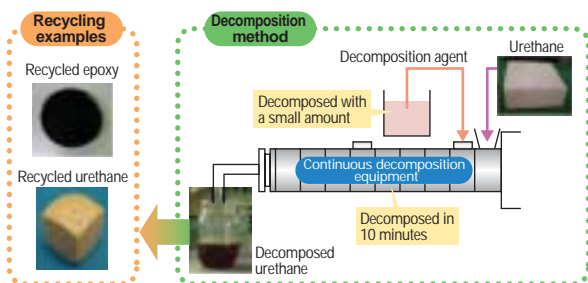 Recycling
examples
Recycled epoxy
Recycled urethane
Decomposition
method
Decomposition agent
Urethane
Decomposed with
a small amount
Continuous decomposition
equipment
Decomposed in
10 minutes
Decomposed
urethane